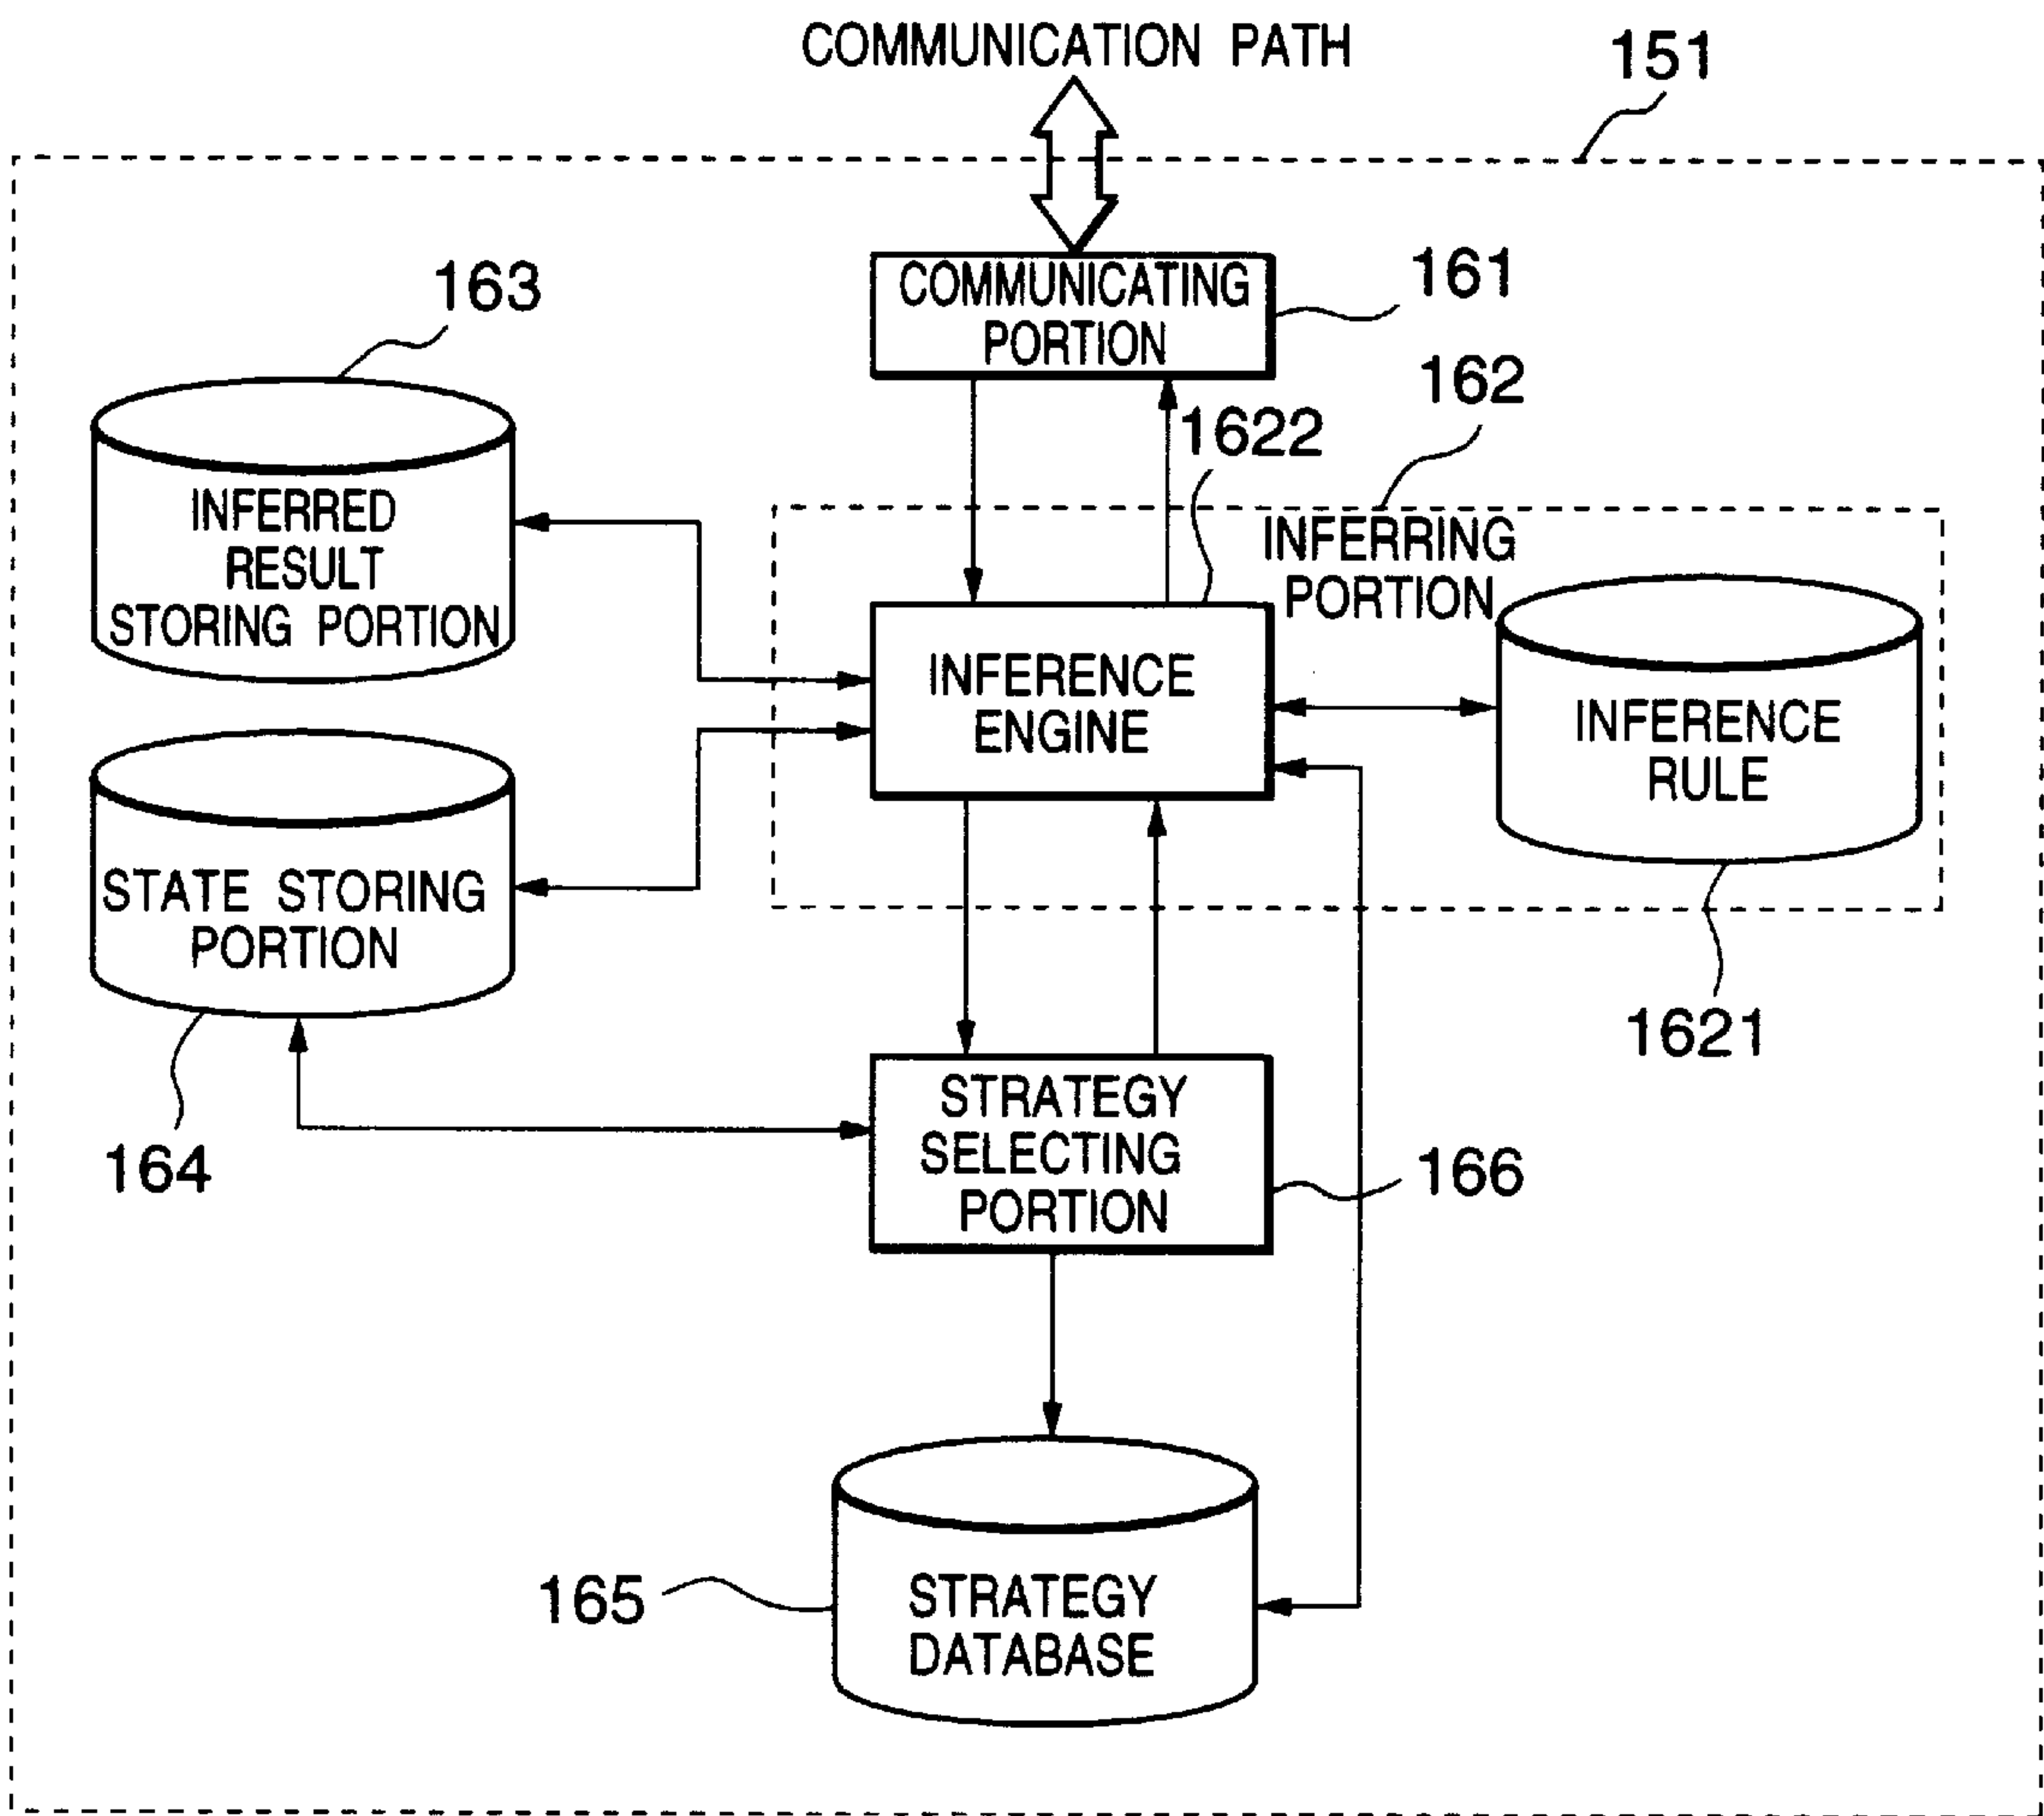 COMMUNICATION PATH
151
COMMUNICATING
PORTION
161
163
162
1622
INFERRED
RESULT
STORING PORTION
INFERRING
PORTION
INFERENCE
ENGINE
INFERENCE
RULE
STATE STORING
PORTION
1621
164
STRATEGY
SELECTING
PORTION
166
165
STRATEGY
DATABASE